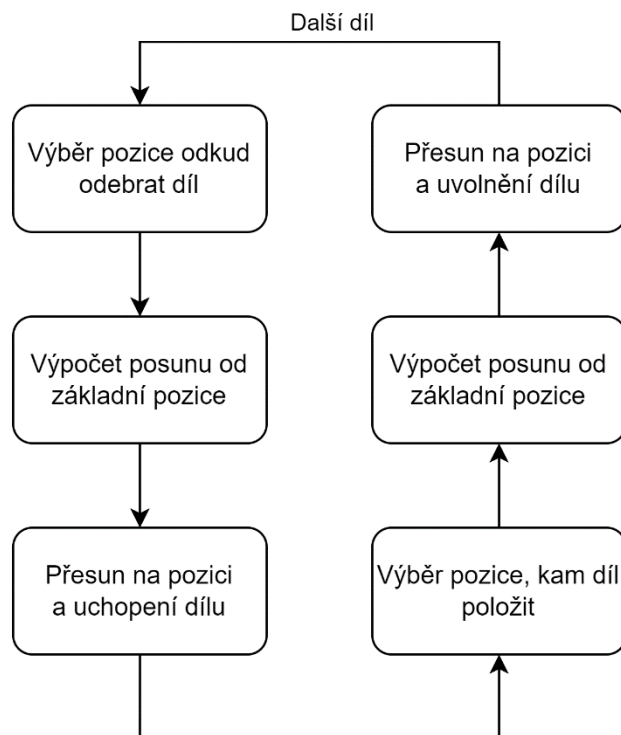 Další díl
Výběr pozice odkud
odebrat díl
Výpočet posunu od
základní pozice
Přesun na pozici
a uchopení dílu
Výběr pozice, kam díl
položit
Výpočet posunu od
základní pozice
Přesun na pozici
a uvolnění dílu